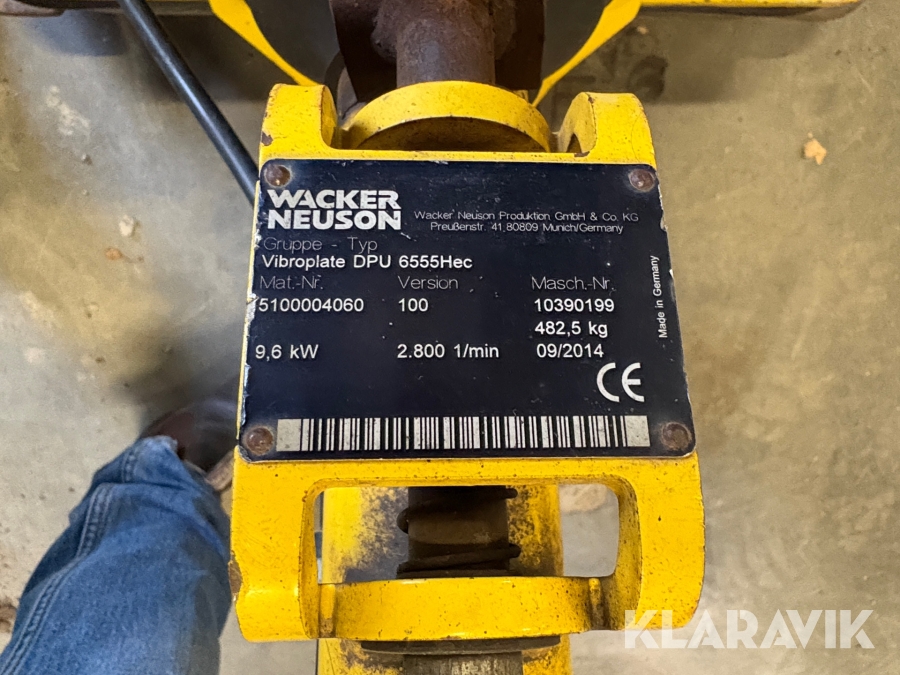 WACKER
NEUSON
Wacker Neuson Produktion GmbH & Co. KG
Preußenstr. 41, 80809 Munich/Germany
Gruppe - Typ
Vibroplate DPU 6555Hec
Mat.-Nr. Version Masch.-Nr.
5100004060 100 10390199
482,5 kg
9,6 kW 2.800 1/min 09/2014
Made in Germany
CE
KLARAVIK